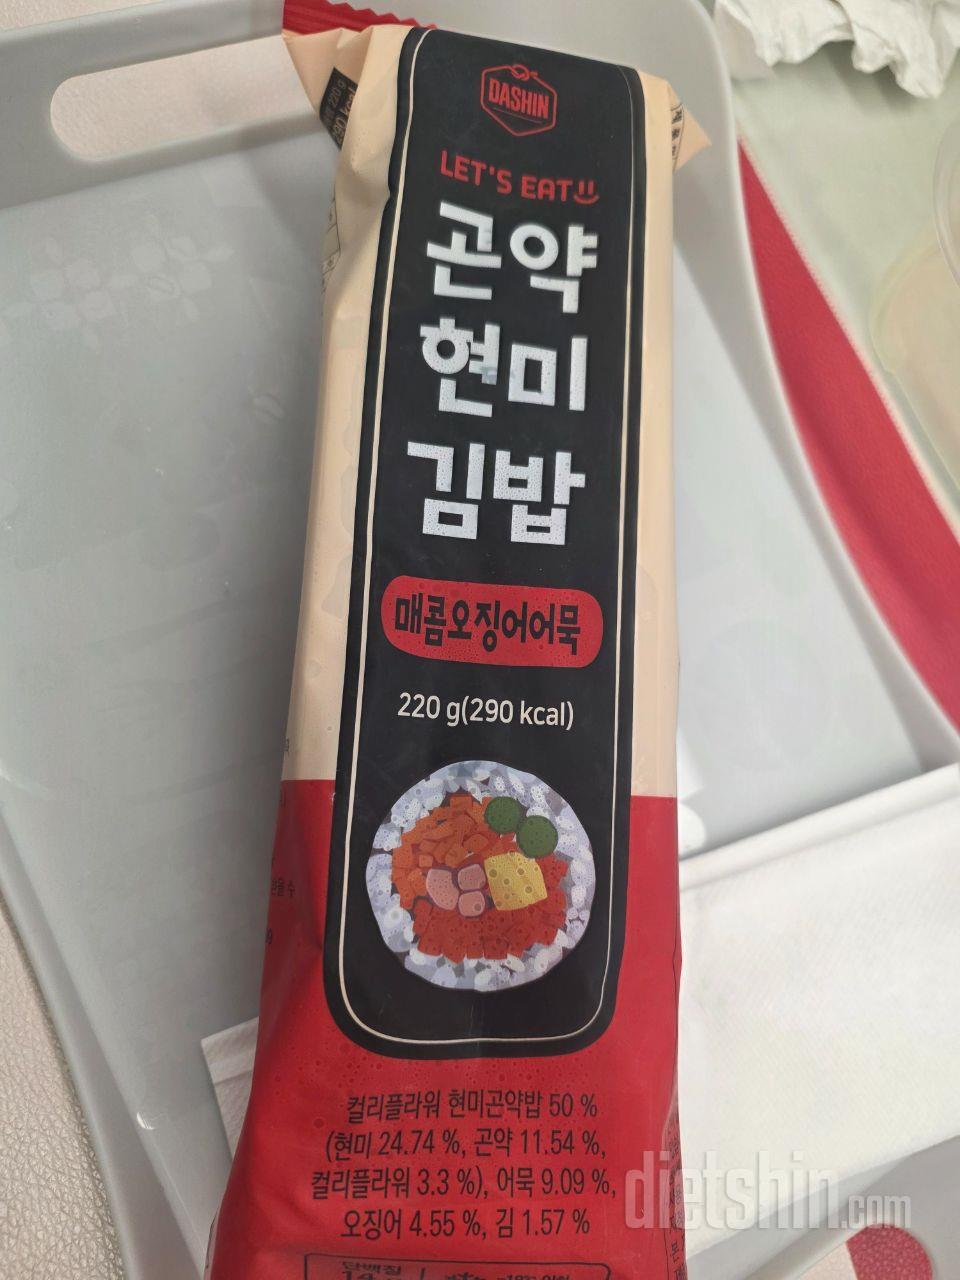 DASHIN
LET'S EAT
곤약
현미
김밥
매콤오징어어묵
220 g(290 kcal)
컬리플라워 현미곤약밥 50 %
(현미 24.74 %, 곤약 11.54 %,
컬리플라워 3.3 %), 어묵 9.09 %,
오징어 4.55 %, 김 1.57 %
단백질
dietshin.com